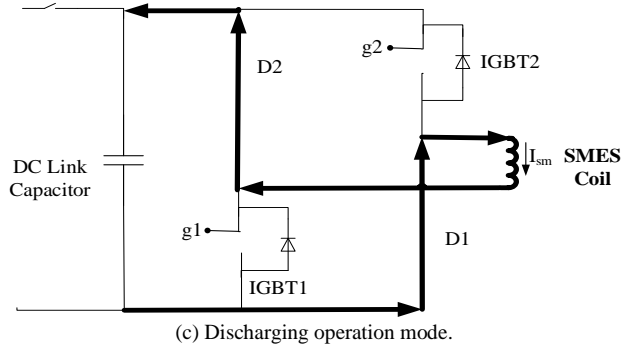 g2
D2
IGBT2
DC Link
Capacitor
Ism SMES
Coil
g1
D1
IGBT1
(c) Discharging operation mode.